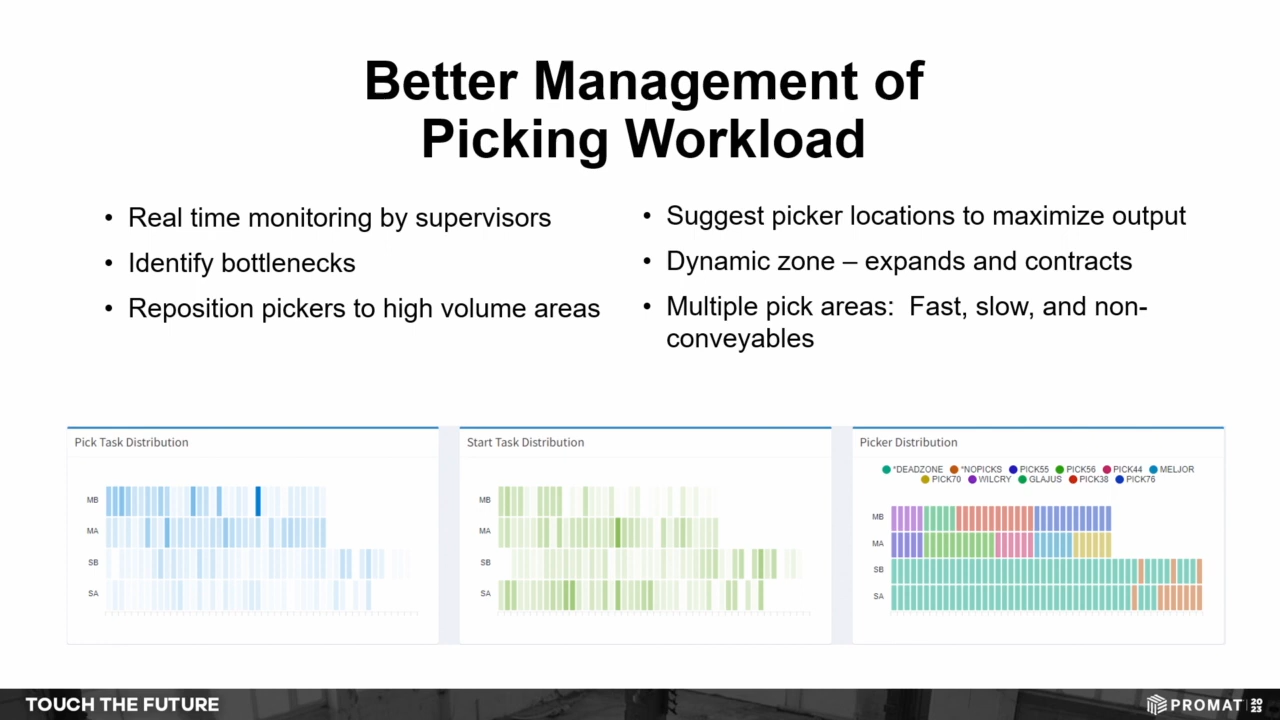 Better Management of
Picking Workload
• Real time monitoring by supervisors
• Identify bottlenecks
• Reposition pickers to high volume areas
• Suggest picker locations to maximize output
• Dynamic zone – expands and contracts
• Multiple pick areas:  Fast, slow, and non-
conveyables
Pick Task Distribution
MB
MA
SB
SA
Start Task Distribution
MB
MA
SB
SA
Picker Distribution
*DEADZONE *NOPICKS PICK55 PICK56 PICK44 MELJOR
PICK70 WILCRY GLAJUS PICK38 PICK76
MB
MA
SB
SA
TOUCH THE FUTURE
PROMAT 20
23